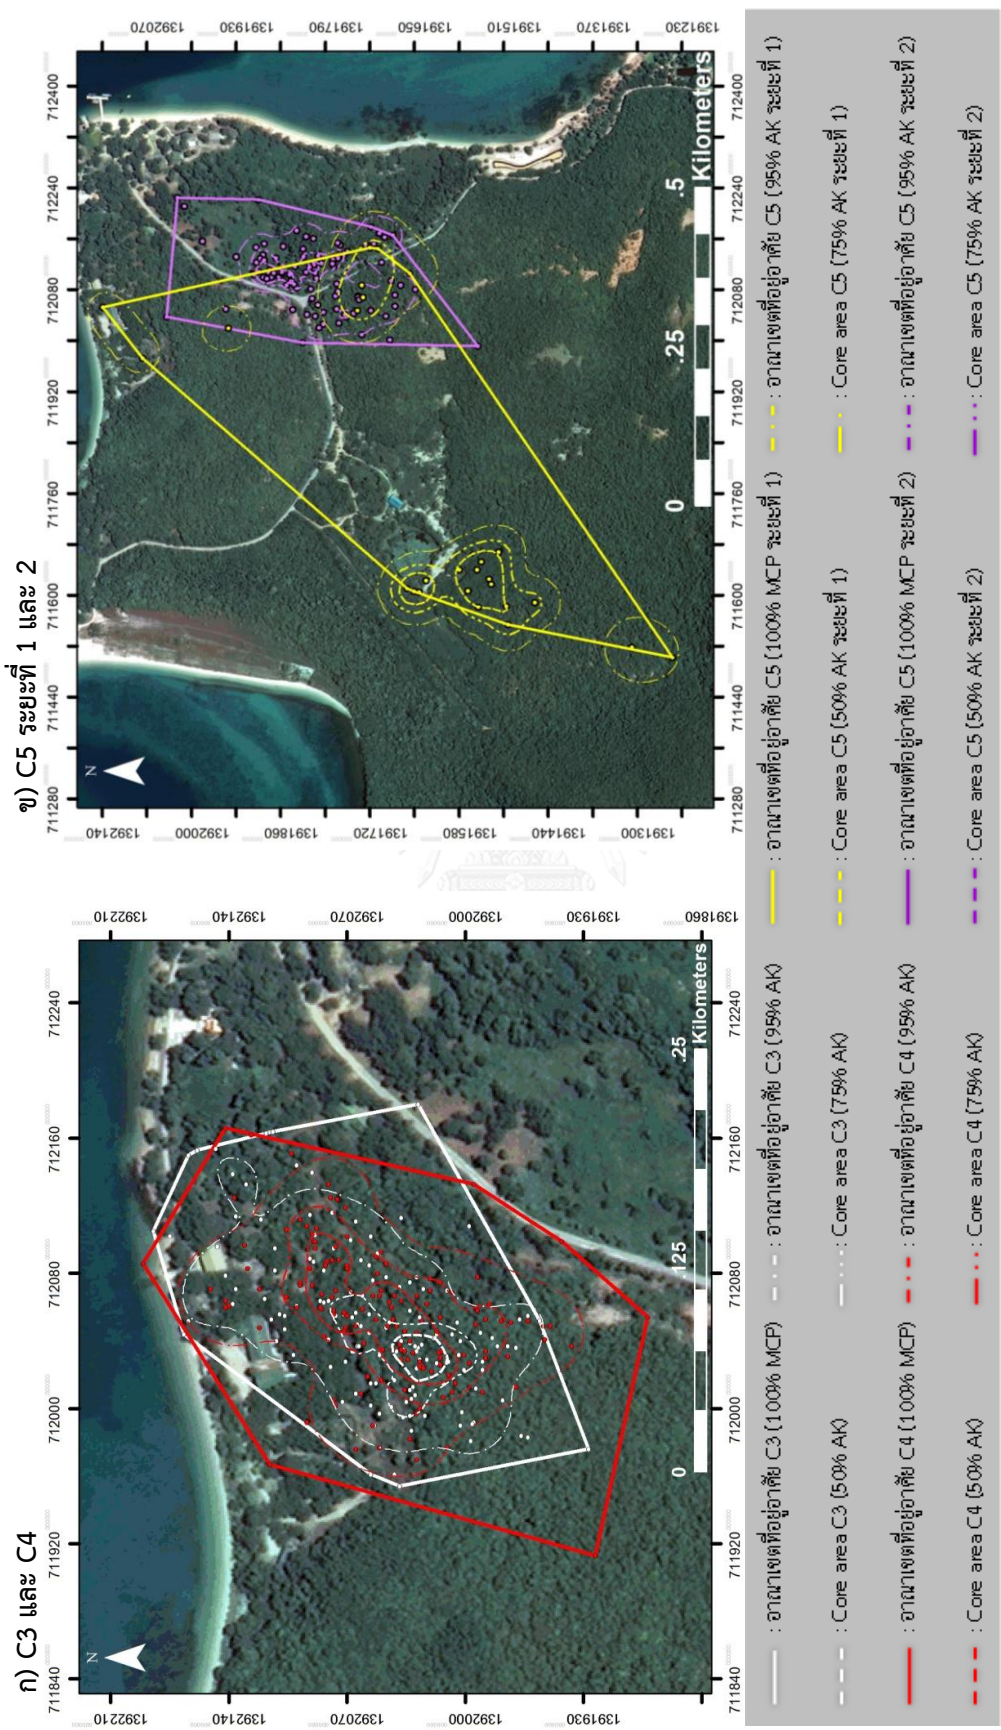 ก) C3 และ C4
711840
711920
712000
712080
712160
712240
1392210
1392140
1392070
1392000
1391930
1392210
1392140
1392070
1392000
1391930
1391860
N
0
.125
.25
Kilometers
ข) C5 ระยะที่ 1 และ 2
711280
711440
711600
711760
711920
712080
712240
712400
1392140
1392000
1391860
1391720
1391580
1391440
1391300
1392070
1391930
1391790
1391650
1391510
1391370
1391230
N
0
.25
.5
Kilometers
: อาณาเขตที่อยู่อาศัย C3 (100% MCP)
: อาณาเขตที่อยู่อาศัย C3 (95% AK)
: อาณาเขตที่อยู่อาศัย C5 (100% MCP ระยะที่ 1)
: อาณาเขตที่อยู่อาศัย C5 (95% AK ระยะที่ 1)
: Core area C3 (50% AK)
: Core area C3 (75% AK)
: Core area C5 (50% AK ระยะที่ 1)
: Core area C5 (75% AK ระยะที่ 1)
: อาณาเขตที่อยู่อาศัย C4 (100% MCP)
: อาณาเขตที่อยู่อาศัย C4 (95% AK)
: อาณาเขตที่อยู่อาศัย C5 (100% MCP ระยะที่ 2)
: อาณาเขตที่อยู่อาศัย C5 (95% AK ระยะที่ 2)
: Core area C4 (50% AK)
: Core area C4 (75% AK)
: Core area C5 (50% AK ระยะที่ 2)
: Core area C5 (75% AK ระยะที่ 2)